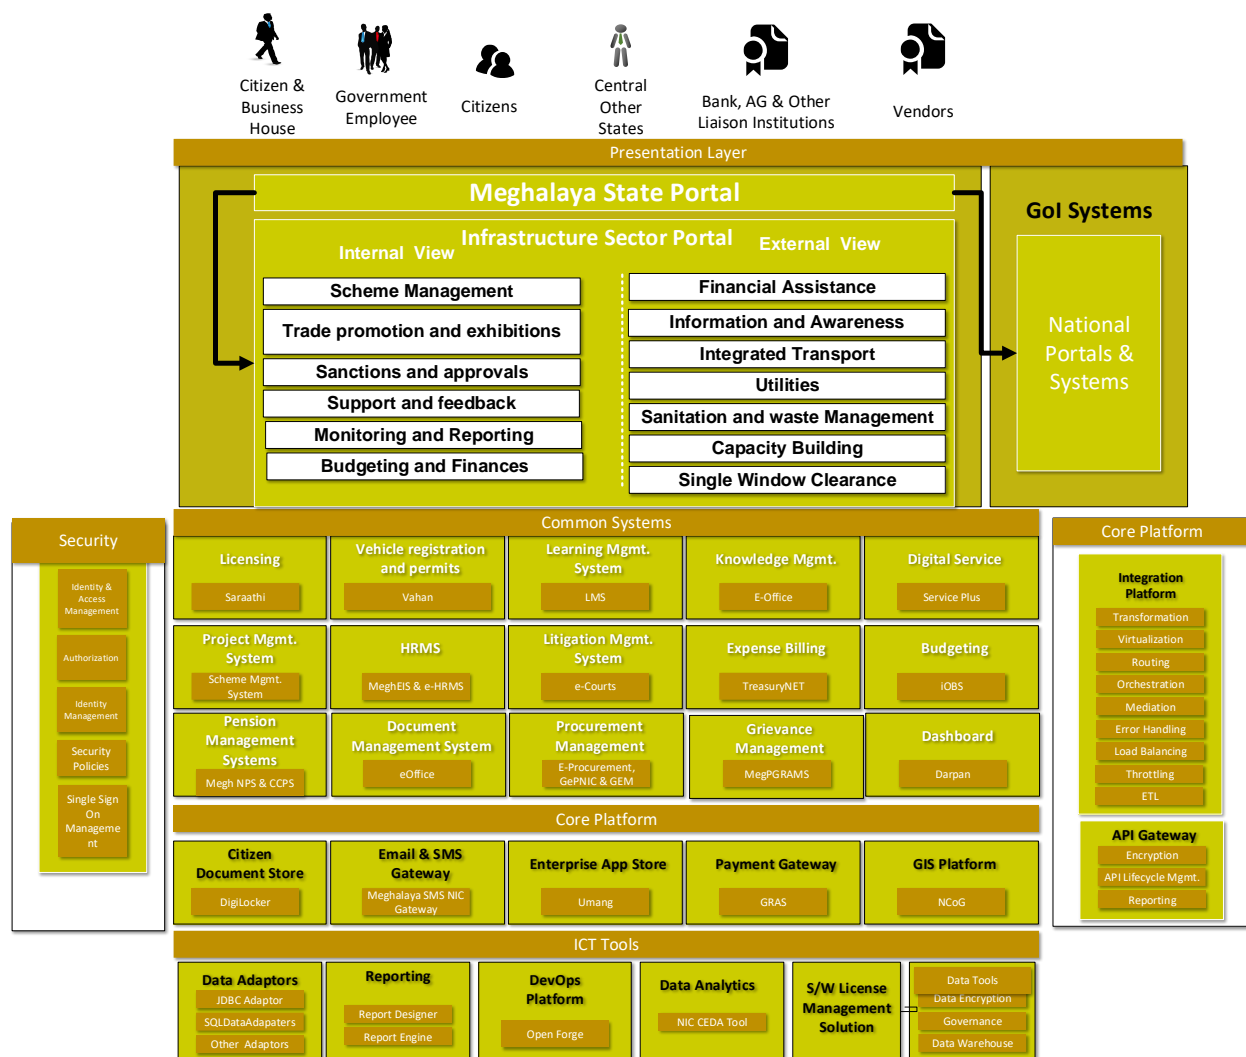 Citizen &
Business
House
Government
Employee
Citizens
Central
Other
States
Bank, AG & Other
Liaison Institutions
Vendors
Presentation Layer
Meghalaya State Portal
Infrastructure Sector Portal
Internal View
External View
Scheme Management
Trade promotion and exhibitions
Sanctions and approvals
Support and feedback
Monitoring and Reporting
Budgeting and Finances
Financial Assistance
Information and Awareness
Integrated Transport
Utilities
Sanitation and waste Management
Capacity Building
Single Window Clearance
GoI Systems
National
Portals &
Systems
Security
Identity &
Access
Management
Authorization
Identity
Management
Security
Policies
Single Sign
On
Manageme
nt
Common Systems
Licensing
Saraathi
Vehicle registration
and permits
Vahan
Learning Mgmt.
System
LMS
Knowledge Mgmt.
E-Office
Digital Service
Service Plus
Project Mgmt.
System
Scheme Mgmt.
System
HRMS
MeghEIS & e-HRMS
Litigation Mgmt.
System
e-Courts
Expense Billing
TreasuryNET
Budgeting
iOBS
Pension
Management
Systems
Megh NPS & CCPS
Document
Management System
eOffice
Procurement
Management
E-Procurement,
GePNIC & GEM
Grievance
Management
MegPGRAMS
Dashboard
Darpan
Core Platform
Citizen
Document Store
DigiLocker
Email & SMS
Gateway
Meghalaya SMS NIC
Gateway
Enterprise App Store
Umang
Payment Gateway
GRAS
GIS Platform
NCoG
ICT Tools
Data Adaptors
JDBC Adaptor
SQLDataAdapaters
Other Adaptors
Reporting
Report Designer
Report Engine
DevOps
Platform
Open Forge
Data Analytics
NIC CEDA Tool
S/W License
Management
Solution
Data Tools
Data Encryption
Governance
Data Warehouse
Core Platform
Integration
Platform
Transformation
Virtualization
Routing
Orchestration
Mediation
Error Handling
Load Balancing
Throttling
ETL
API Gateway
Encryption
API Lifecycle Mgmt.
Reporting